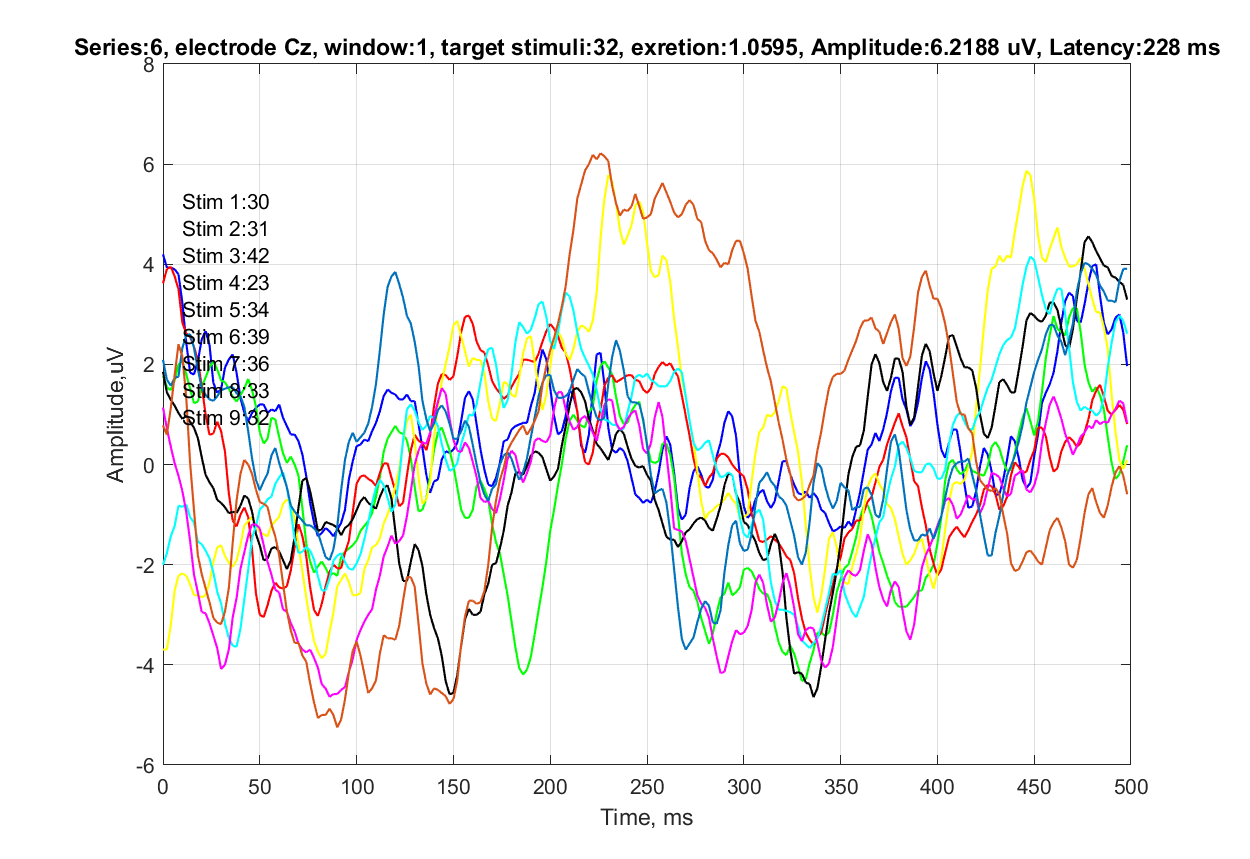 Series:6, electrode Cz, window:1, target stimuli:32, exretion:1.0595, Amplitude:6.2188 uV, Latency:228 ms
8
6
4
2
0
-2
-4
-6
Amplitude,uV
Stim 1:30
Stim 2:31
Stim 3:42
Stim 4:23
Stim 5:34
Stim 6:39
Stim 7:36
Stim 8:33
Stim 9:32
0 50 100 150 200 250 300 350 400 450 500
Time, ms